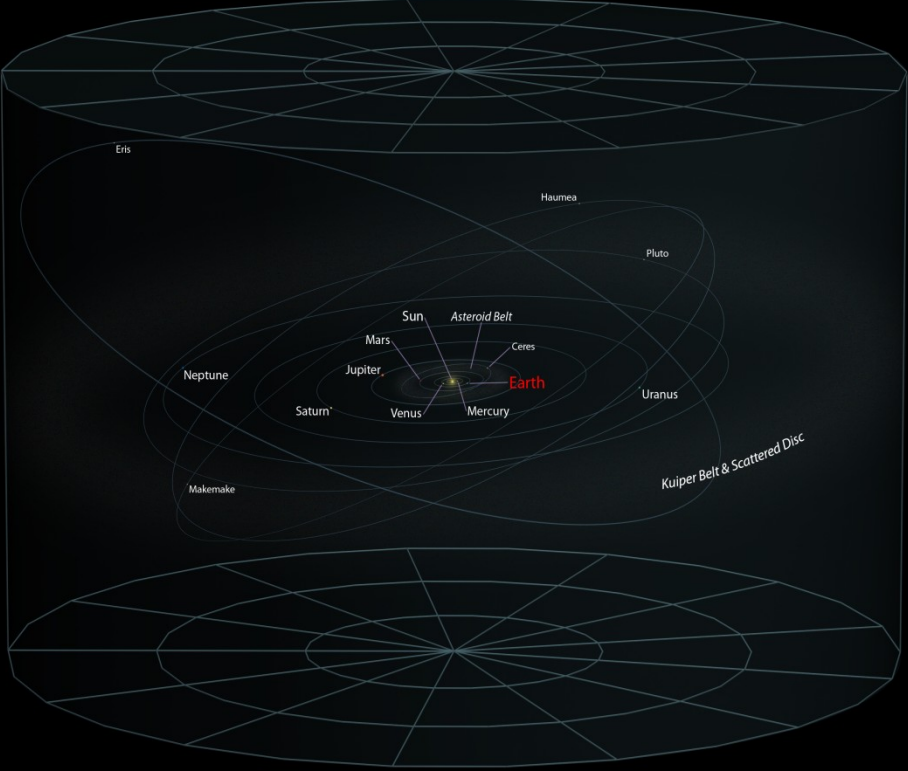 Eris
Haumea
Pluto
Sun
Asteroid Belt
Mars
Ceres
Jupiter
Neptune
Earth
Uranus
Saturn
Venus
Mercury
Kuiper Belt & Scattered Disc
Makemake